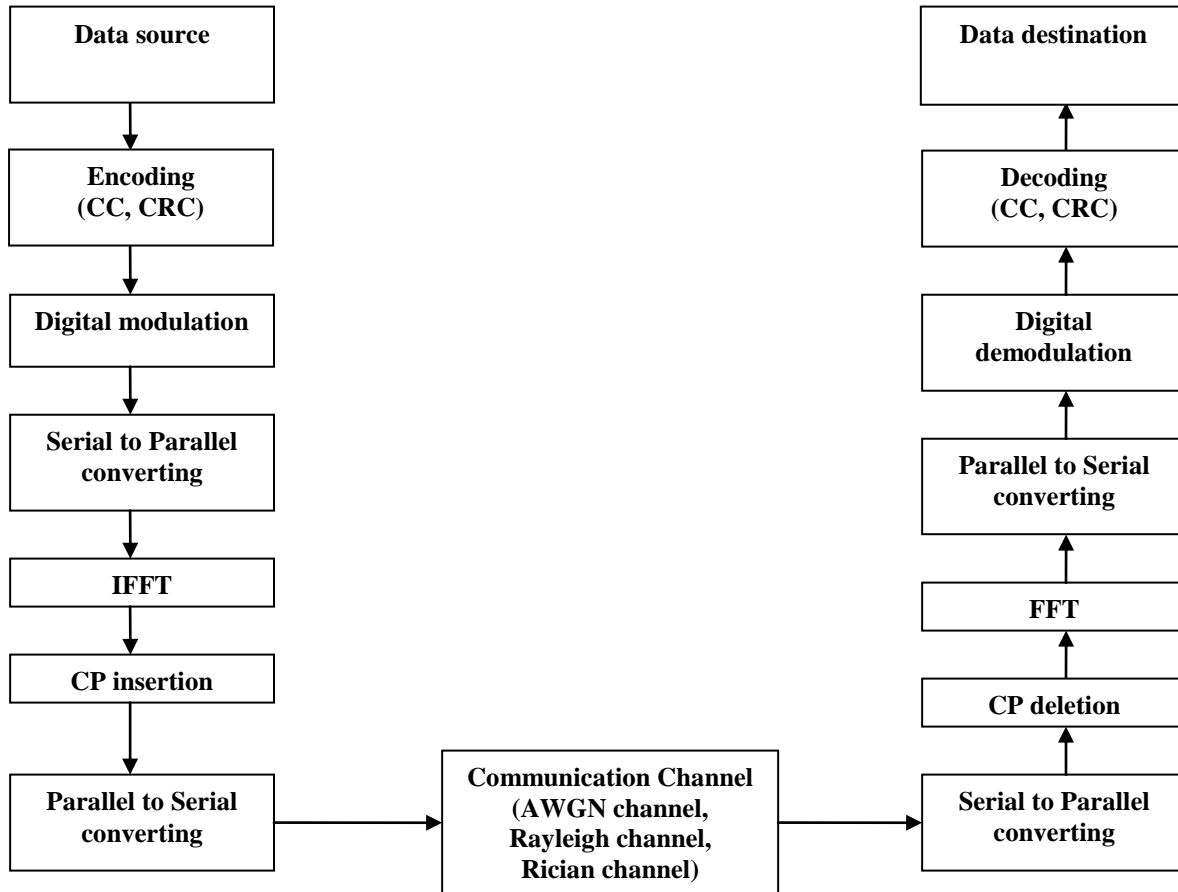 Data source
Encoding
(CC, CRC)
Digital modulation
Serial to Parallel
converting
IFFT
CP insertion
Parallel to Serial
converting
Communication Channel
(AWGN channel,
Rayleigh channel,
Rician channel)
Data destination
Decoding
(CC, CRC)
Digital
demodulation
Parallel to Serial
converting
FFT
CP deletion
Serial to Parallel
converting